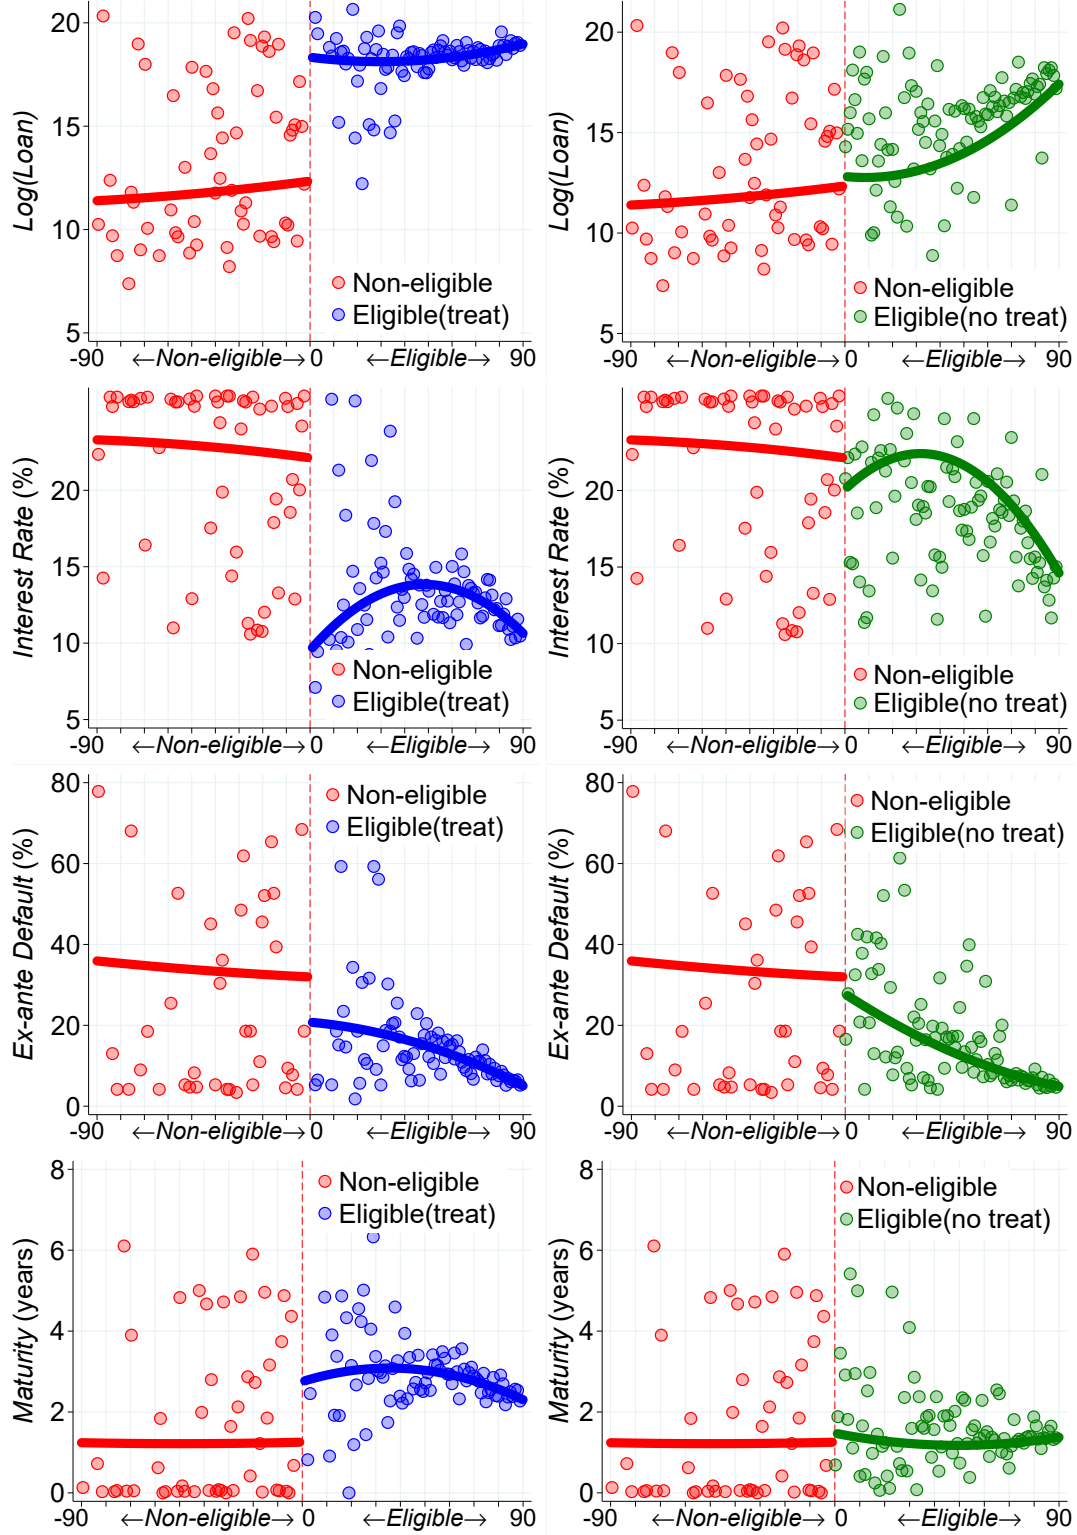 20
15
10
5
Log(Loan)
Non-eligible
Eligible(treat)
-90 ←Non-eligible→ 0 ←Eligible→ 90
20
15
10
5
Log(Loan)
Non-eligible
Eligible(no treat)
-90 ←Non-eligible→ 0 ←Eligible→ 90
20
15
10
5
Interest Rate (%)
Non-eligible
Eligible(treat)
-90 ←Non-eligible→ 0 ←Eligible→ 90
20
15
10
5
Interest Rate (%)
Non-eligible
Eligible(no treat)
-90 ←Non-eligible→ 0 ←Eligible→ 90
80
60
40
20
0
Ex-ante Default (%)
Non-eligible
Eligible(treat)
-90 ←Non-eligible→ 0 ←Eligible→ 90
80
60
40
20
0
Ex-ante Default (%)
Non-eligible
Eligible(no treat)
-90 ←Non-eligible→ 0 ←Eligible→ 90
8
6
4
2
0
Maturity (years)
Non-eligible
Eligible(treat)
-90 ←Non-eligible→ 0 ←Eligible→ 90
8
6
4
2
0
Maturity (years)
Non-eligible
Eligible(no treat)
-90 ←Non-eligible→ 0 ←Eligible→ 90